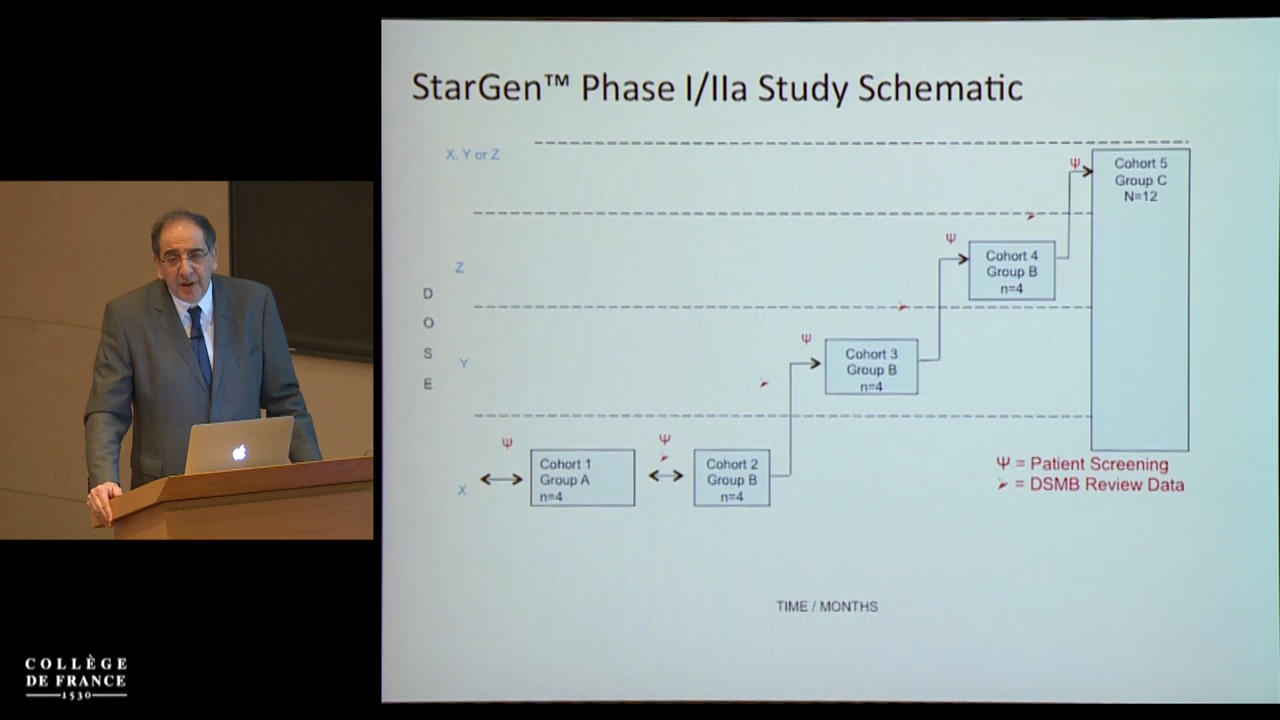 StarGen™ Phase I/IIa Study Schematic
X, Y or Z
Ψ
Cohort 5
Group C
N=12
Ψ
Z
Cohort 4
Group B
n=4
D
O
S
E
Ψ
Y
Cohort 3
Group B
n=4
Ψ
Ψ
X
Cohort 1
Group A
n=4
Cohort 2
Group B
n=4
Ψ = Patient Screening
➤ = DSMB Review Data
TIME / MONTHS
COLLÈGE
DE FRANCE
1530